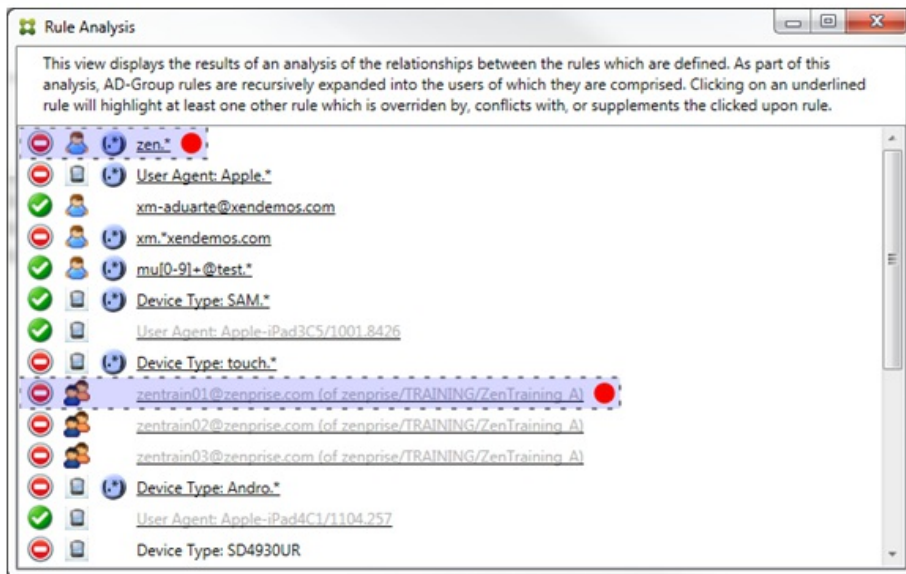 Rule Analysis
This view displays the results of an analysis of the relationships between the rules which are defined. As part of this
analysis, AD-Group rules are recursively expanded into the users of which they are comprised. Clicking on an underlined
rule will highlight at least one other rule which is overriden by, conflicts with, or supplements the clicked upon rule.
(.*) zen.*
(.*) User Agent: Apple.*
xm-aduarte@xendemos.com
(.*) xm.*xendemos.com
(.*) mu[0-9]+@test.*
(.*) Device Type: SAM.*
User Agent: Apple-iPad3C5/1001.8426
(.*) Device Type: touch.*
zentrain01@zenprise.com (of zenprise/TRAINING/ZenTraining_A)
zentrain02@zenprise.com (of zenprise/TRAINING/ZenTraining_A)
zentrain03@zenprise.com (of zenprise/TRAINING/ZenTraining_A)
(.*) Device Type: Andro.*
User Agent: Apple-iPad4C1/1104.257
Device Type: SD4930UR